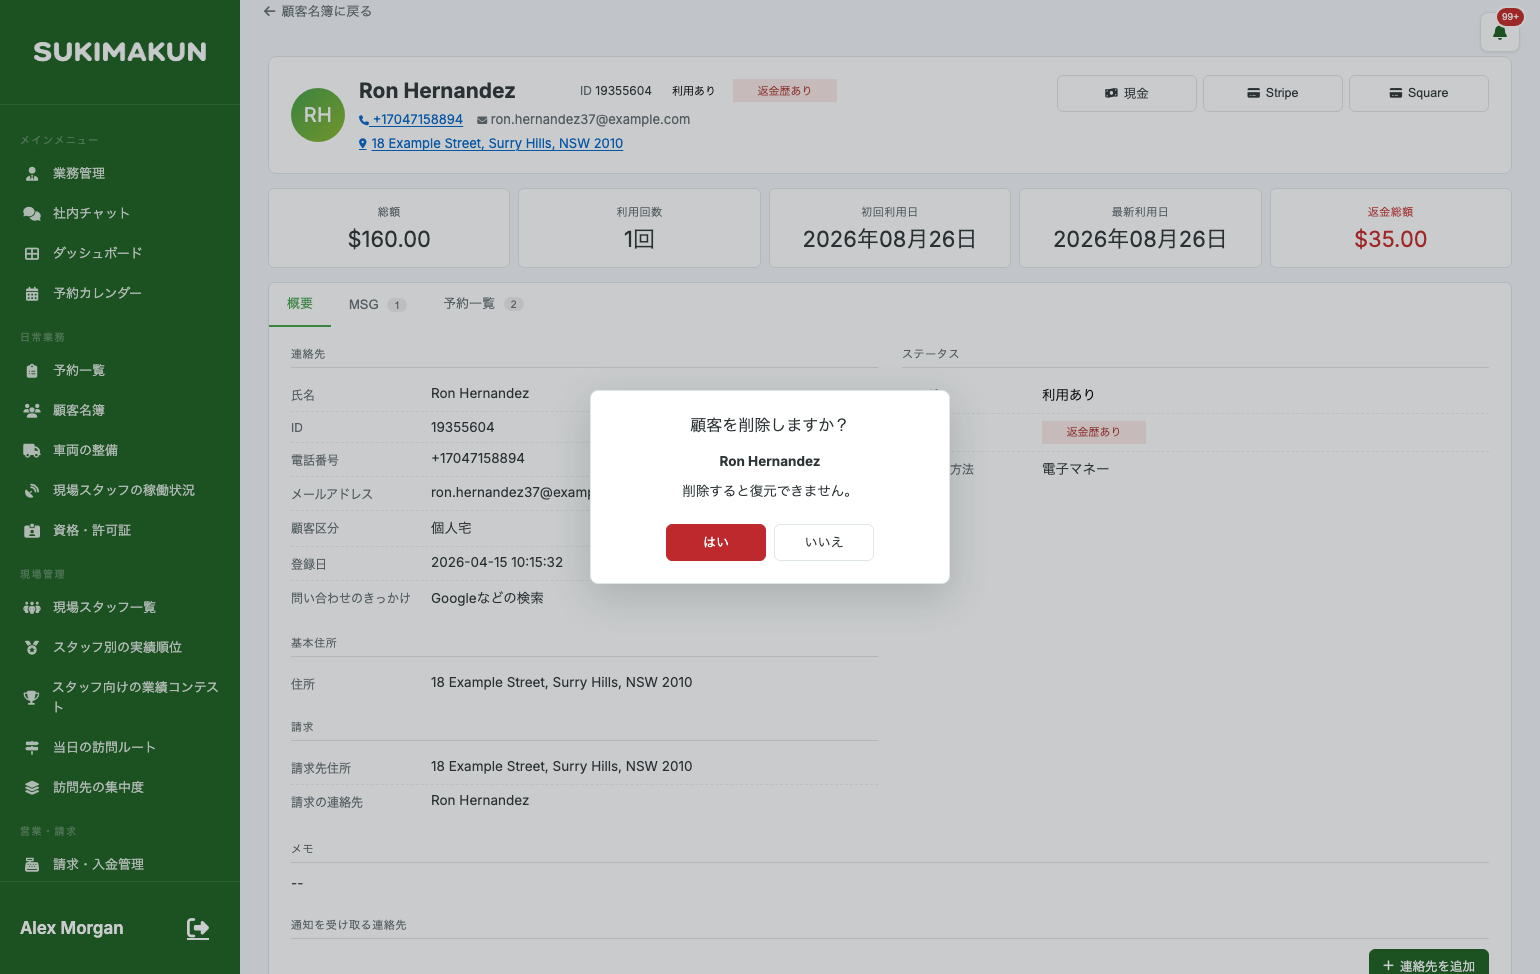 SUKIMAKUN
メインメニュー
業務管理
社内チャット
ダッシュボード
予約カレンダー
日常業務
予約一覧
顧客名簿
車両の整備
現場スタッフの稼働状況
資格・許可証
現場管理
現場スタッフ一覧
スタッフ別の実績順位
スタッフ向けの業績コンテス
ト
当日の訪問ルート
訪問先の集中度
営業・請求
請求・入金管理
Alex Morgan
← 顧客名簿に戻る
99+
RH
Ron Hernandez
ID 19355604 利用あり 返金歴あり
+17047158894 ron.hernandez37@example.com
18 Example Street, Surry Hills, NSW 2010
現金 Stripe Square
総額
$160.00
利用回数
1回
初回利用日
2026年08月26日
最新利用日
2026年08月26日
返金総額
$35.00
概要 MSG 1 予約一覧 2
連絡先
氏名 Ron Hernandez
ID 19355604
電話番号 +17047158894
メールアドレス ron.hernandez37@examp
顧客区分 個人宅
登録日 2026-04-15 10:15:32
問い合わせのきっかけ Googleなどの検索
基本住所
住所 18 Example Street, Surry Hills, NSW 2010
請求
請求先住所 18 Example Street, Surry Hills, NSW 2010
請求の連絡先 Ron Hernandez
ステータス
利用あり
返金歴あり
方法 電子マネー
メモ
--
通知を受け取る連絡先
+ 連絡先を追加
顧客を削除しますか？
Ron Hernandez
削除すると復元できません。
はい いいえ